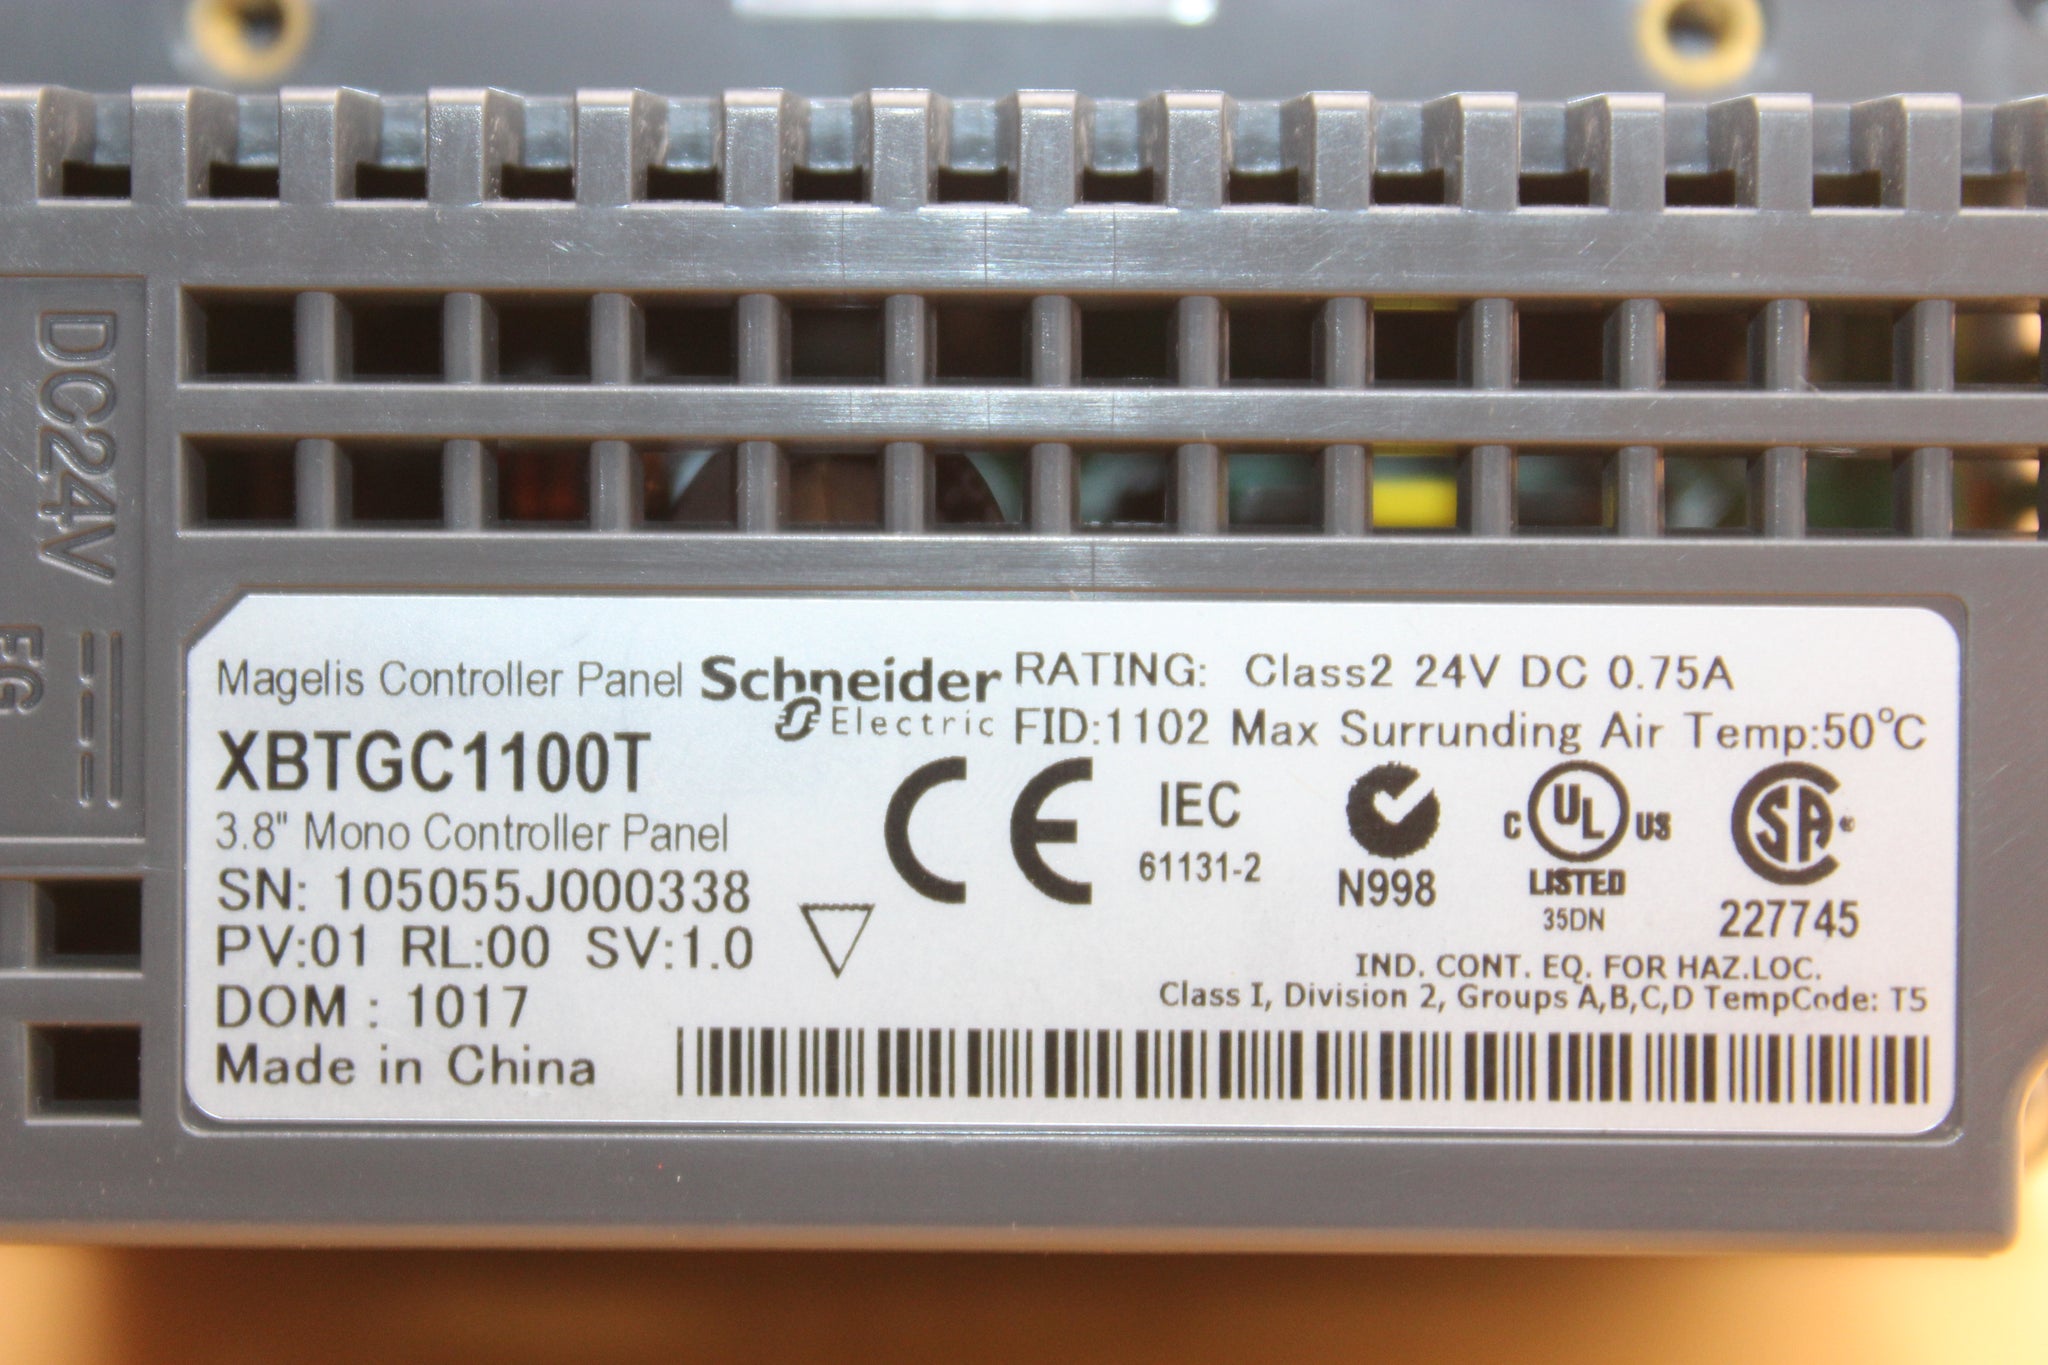 DC24V
FG
Magelis Controller Panel
XBTGC1100T
3.8" Mono Controller Panel
SN: 105055J000338
PV:01 RL:00 SV:1.0
DOM : 1017
Made in China
Schneider
Electric
RATING: Class2 24V DC 0.75A
FID:1102 Max Surrunding Air Temp:50°C
CE
IEC
61131-2
N998
C UL US
LISTED
35DN
SA
227745
IND. CONT. EQ. FOR HAZ.LOC.
Class I, Division 2, Groups A,B,C,D TempCode: T5